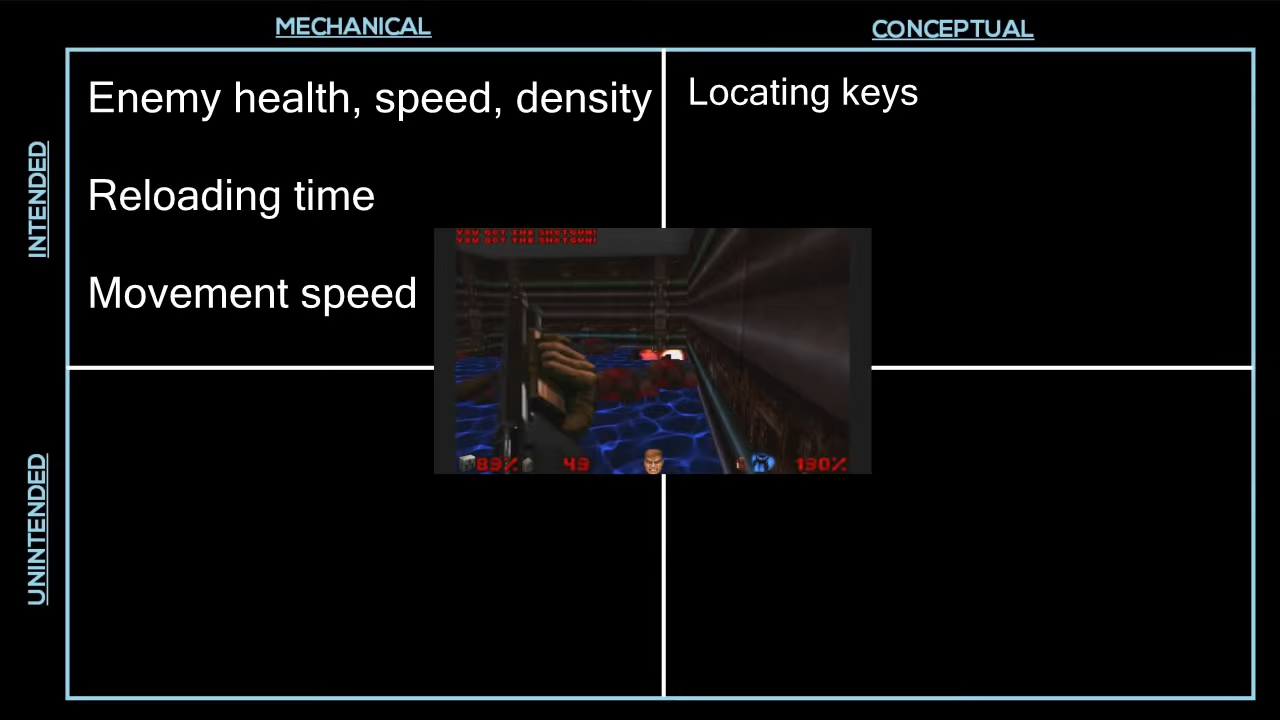 MECHANICAL
CONCEPTUAL
INTENDED
Enemy health, speed, density
Locating keys
Reloading time
Movement speed
YOU GOT THE SHOTGUN!
YOU GOT THE SHOTGUN!
83% 43 130%
UNINTENDED